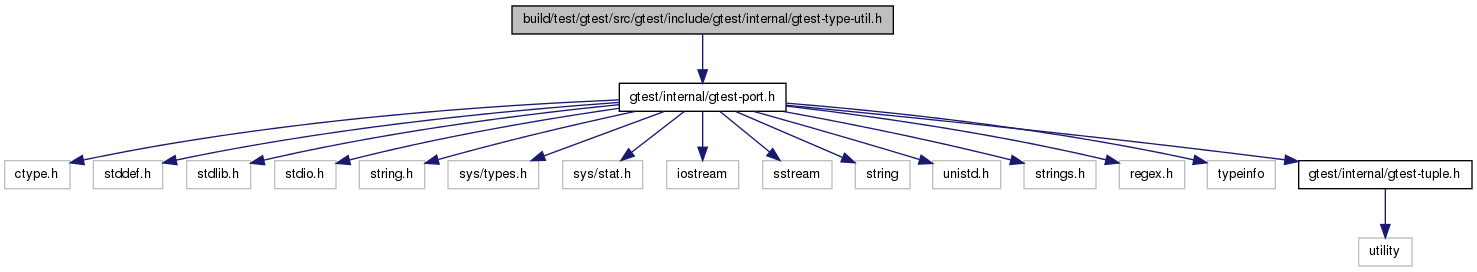 build/test/gtest/src/gtest/include/gtest/internal/gtest-type-util.h
gtest/internal/gtest-port.h
ctype.h
stddef.h
stdlib.h
stdio.h
string.h
sys/types.h
sys/stat.h
iostream
sstream
string
unistd.h
strings.h
regex.h
typeinfo
gtest/internal/gtest-tuple.h
utility